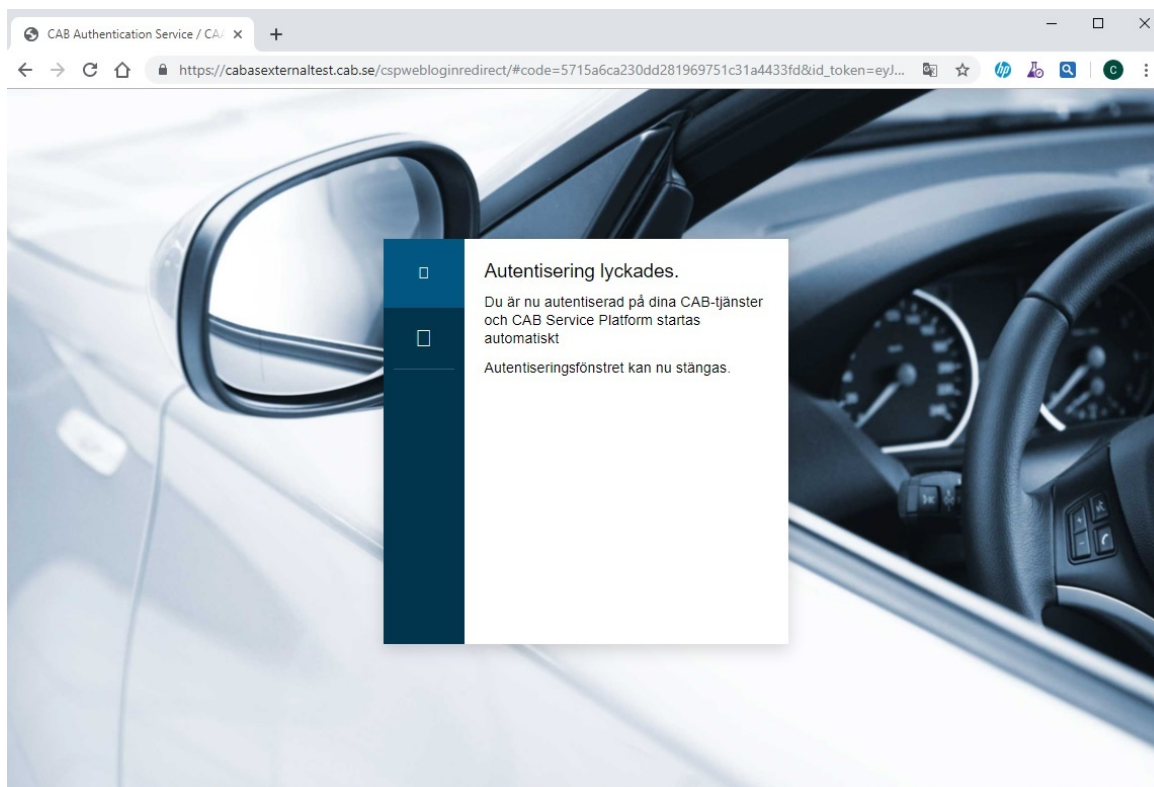 CAB Authentication Service / CA
https://cabasexternaltest.cab.se/cspwebloginredirect/#code=5715a6ca230dd281969751c31a4433fd&id_token=eyJ...
hp
C
Autentisering lyckades.
Du är nu autentiserad på dina CAB-tjänster
och CAB Service Platform startas
automatiskt
Autentiseringsfönstret kan nu stängas.